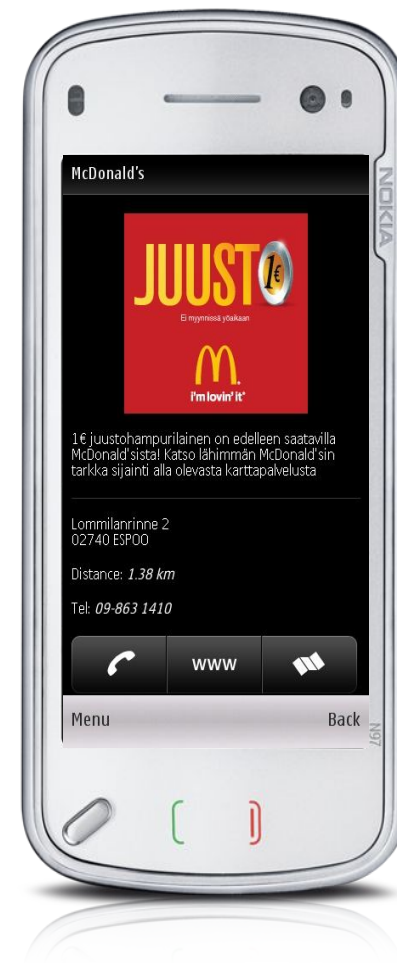 NOKIA
McDonald's
JUUSTO
1€
Ei myynnissä yöaikaan
i'm lovin' it®
1€ juustohampurilainen on edelleen saatavilla
McDonald'sista! Katso lähimmän McDonald'sin
tarkka sijainti alla olevasta karttapalvelusta
Lommilanrinne 2
02740 ESPOO
Distance: 1.38 km
Tel: 09-863 1410
www
Menu
Back
N97